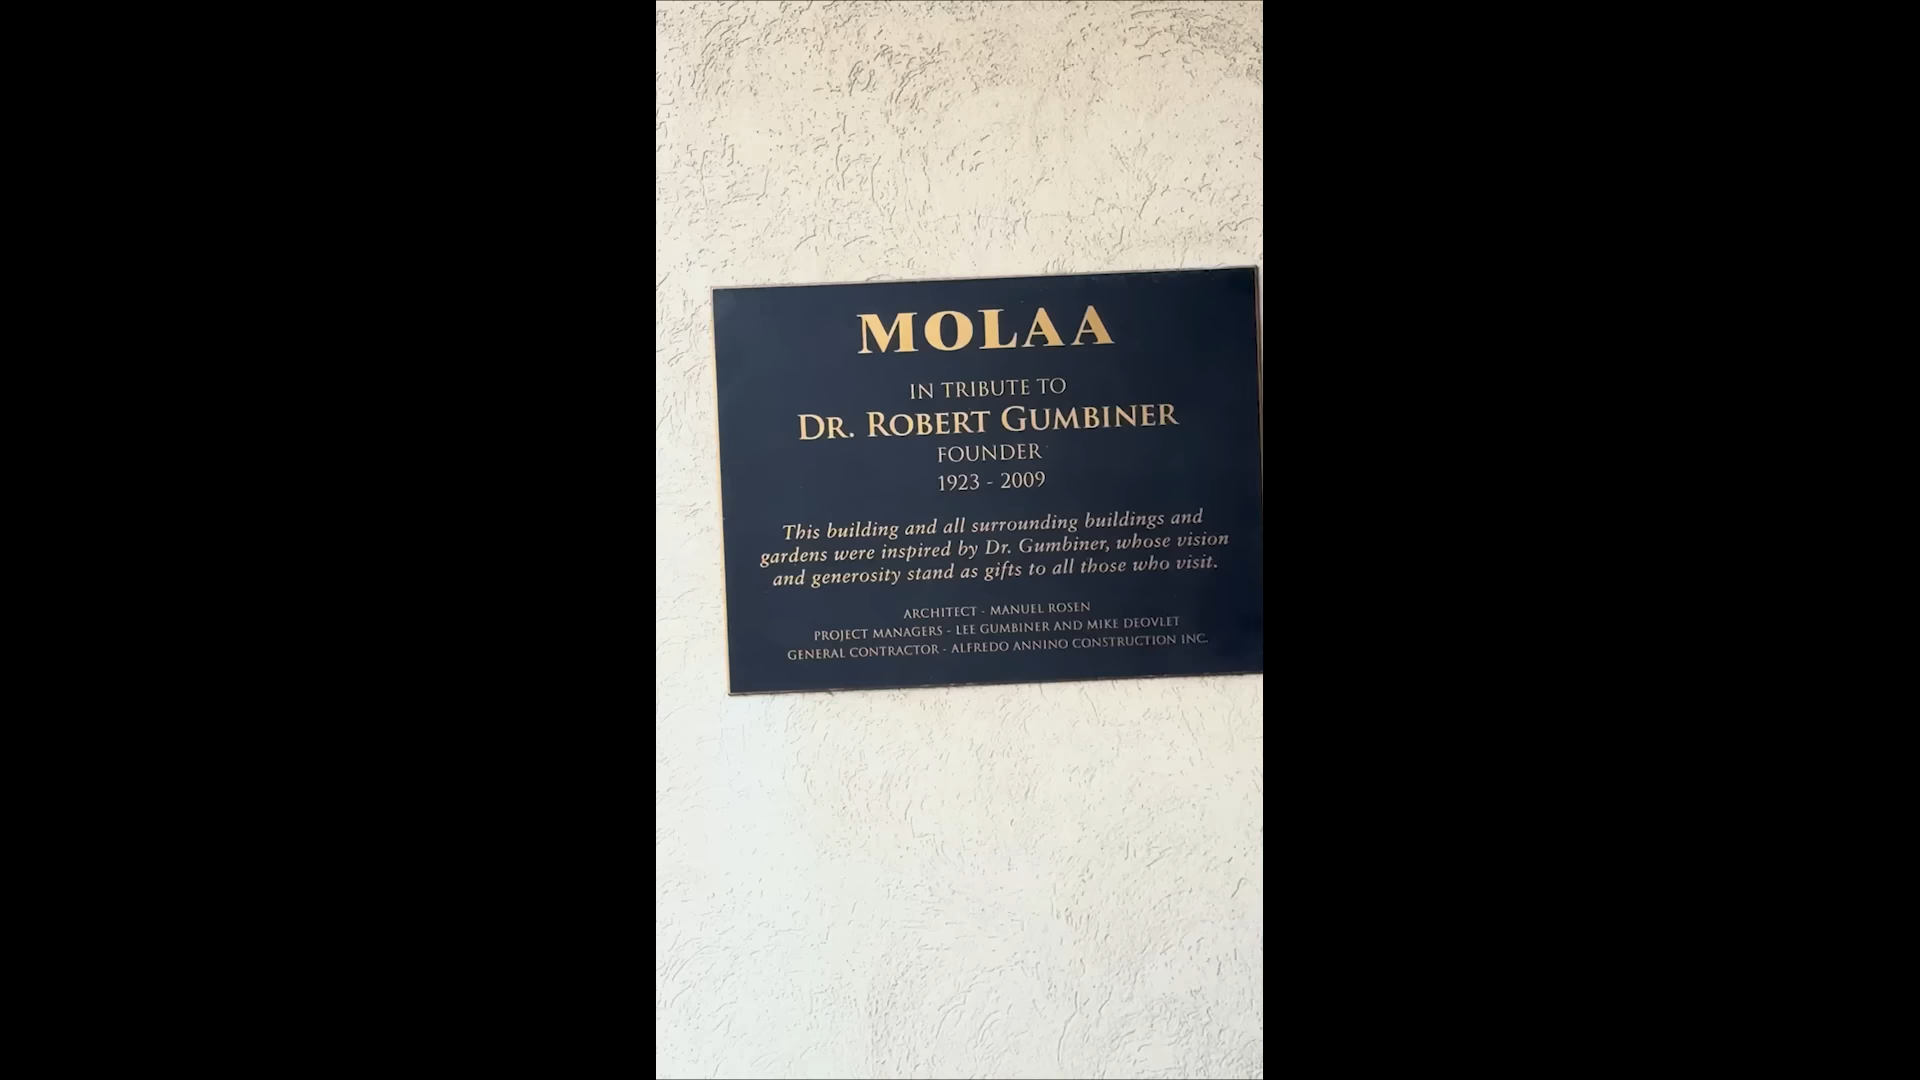 MOLAA
IN TRIBUTE TO
DR. ROBERT GUMBINER
FOUNDER
1923 - 2009
This building and all surrounding buildings and
gardens were inspired by Dr. Gumbiner, whose vision
and generosity stand as gifts to all those who visit.
ARCHITECT - MANUEL ROSEN
PROJECT MANAGERS - LEE GUMBINER AND MIKE DEOVLET
GENERAL CONTRACTOR - ALFREDO ANNINO CONSTRUCTION INC.